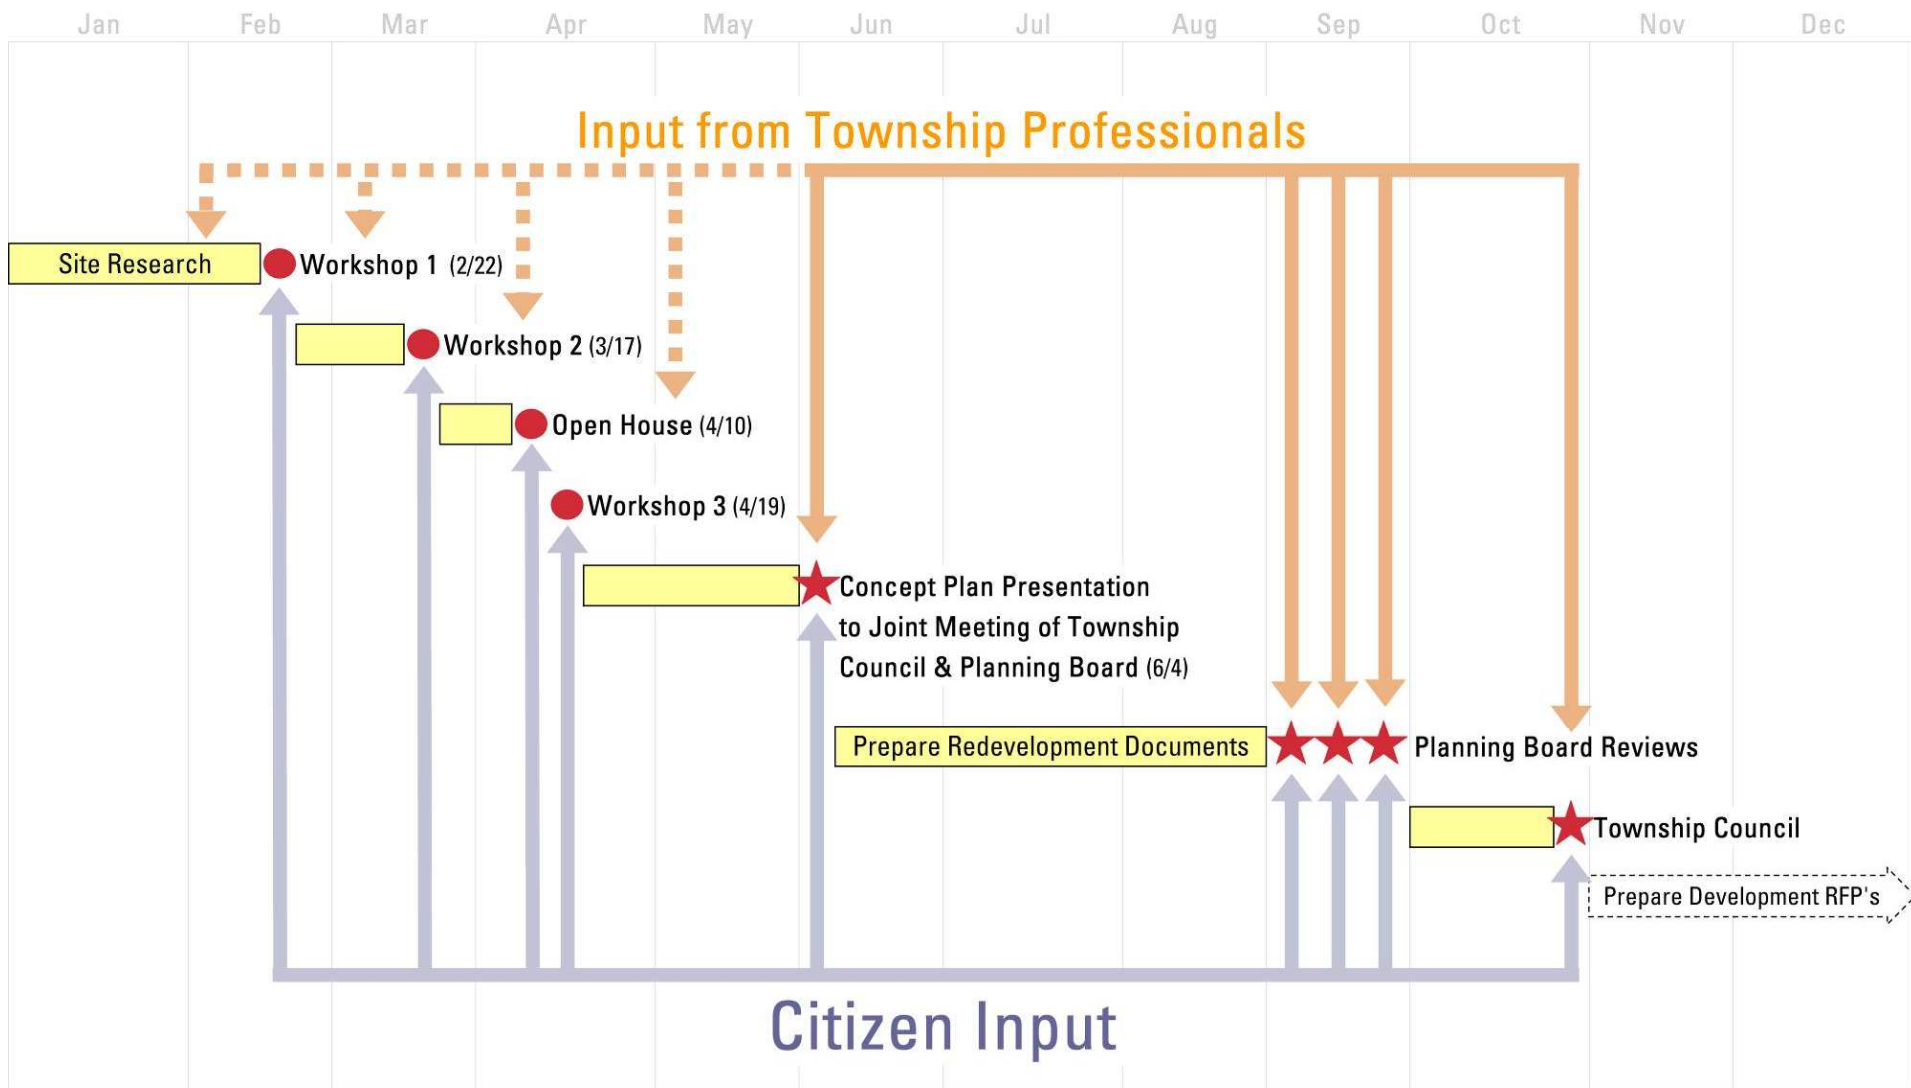 Jan Feb Mar Apr May Jun Jul Aug Sep Oct Nov Dec
Input from Township Professionals
Site Research
Workshop 1 (2/22)
Workshop 2 (3/17)
Open House (4/10)
Workshop 3 (4/19)
Concept Plan Presentation
to Joint Meeting of Township
Council & Planning Board (6/4)
Prepare Redevelopment Documents
Planning Board Reviews
Township Council
Prepare Development RFP's
Citizen Input